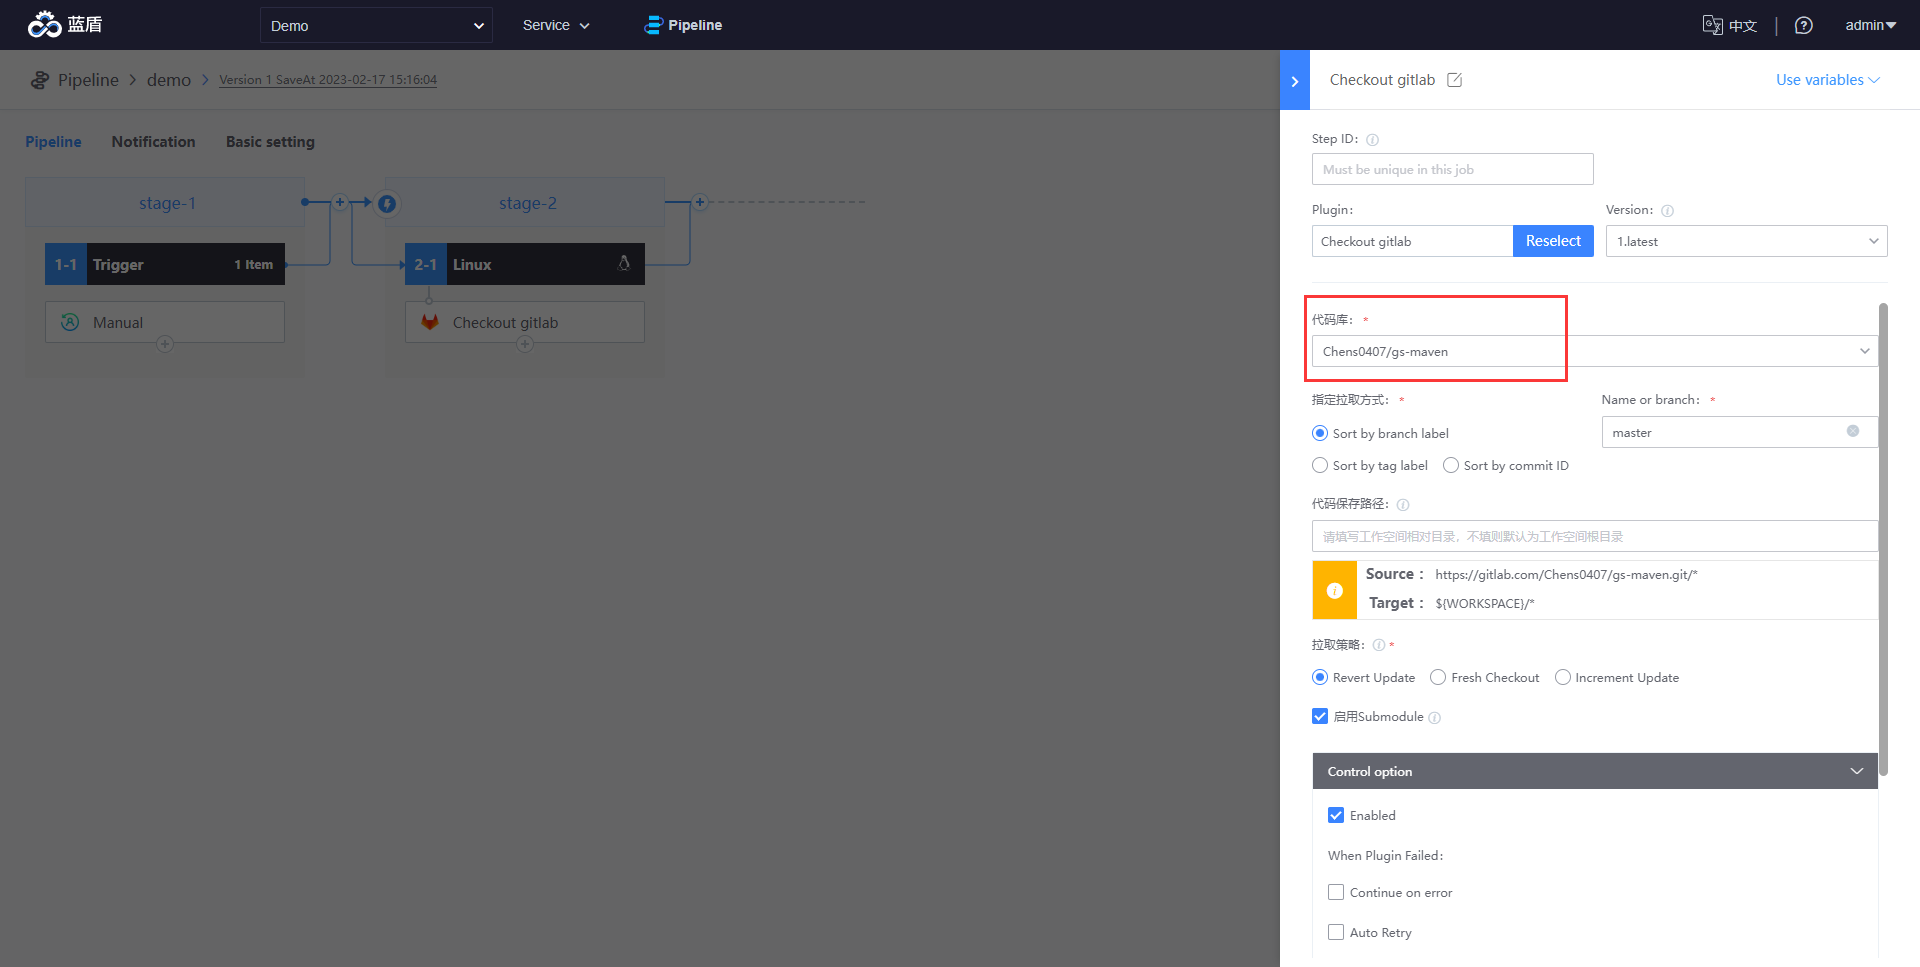 蓝盾
Demo
Service
Pipeline
中文
admin
Pipeline
demo
Version 1 SaveAt 2023-02-17 15:16:04
Pipeline
Notification
Basic setting
stage-1
1-1
Trigger
1 Item
Manual
stage-2
2-1
Linux
Checkout gitlab
Checkout gitlab
Use variables
Step ID:
Must be unique in this job
Plugin:
Version:
Checkout gitlab
Reselect
1.latest
代码库: *
Chens0407/gs-maven
指定拉取方式: *
Name or branch: *
Sort by branch label
master
Sort by tag label
Sort by commit ID
代码保存路径:
请填写工作空间相对目录，不填则默认为工作空间根目录
Source : https://gitlab.com/Chens0407/gs-maven.git/*
Target : ${WORKSPACE}/*
拉取策略: *
Revert Update
Fresh Checkout
Increment Update
启用Submodule
Control option
Enabled
When Plugin Failed:
Continue on error
Auto Retry